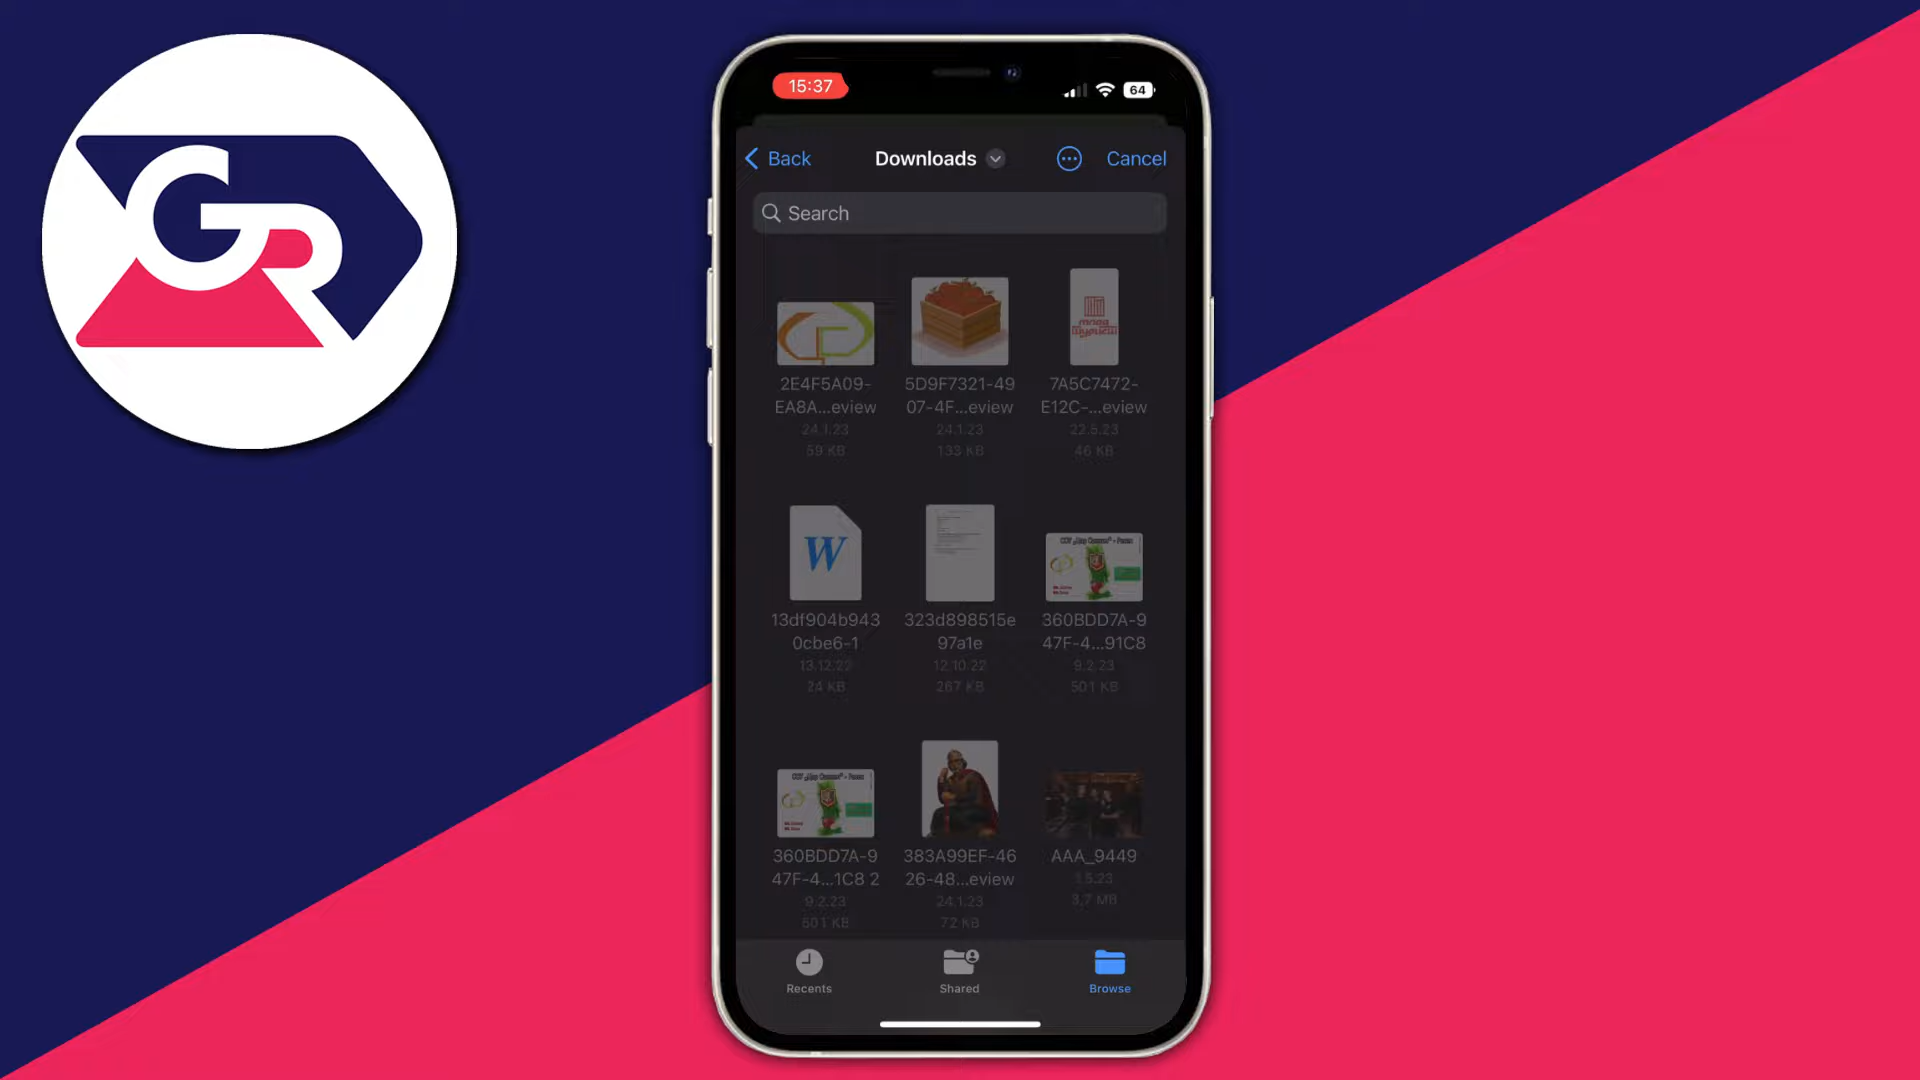 GR
15:37
64
Back
Downloads
Cancel
Search
2E4F5A09-
EA8A...eview
24.1.23
59 KB
5D9F7321-49
07-4F...eview
24.1.23
133 KB
7A5C7472-
E12C-...eview
22.5.23
46 KB
W
13df904b943
0cbe6-1
13.12.22
24 KB
323d898515e
97a1e
12.10.22
267 KB
360BDD7A-9
47F-4...91C8
9.2.23
501 KB
360BDD7A-9
47F-4...1C8 2
9.2.23
501 KB
383A99EF-46
26-48...eview
24.1.23
72 KB
AAA_9449
3,7 MB
Recents
Shared
Browse